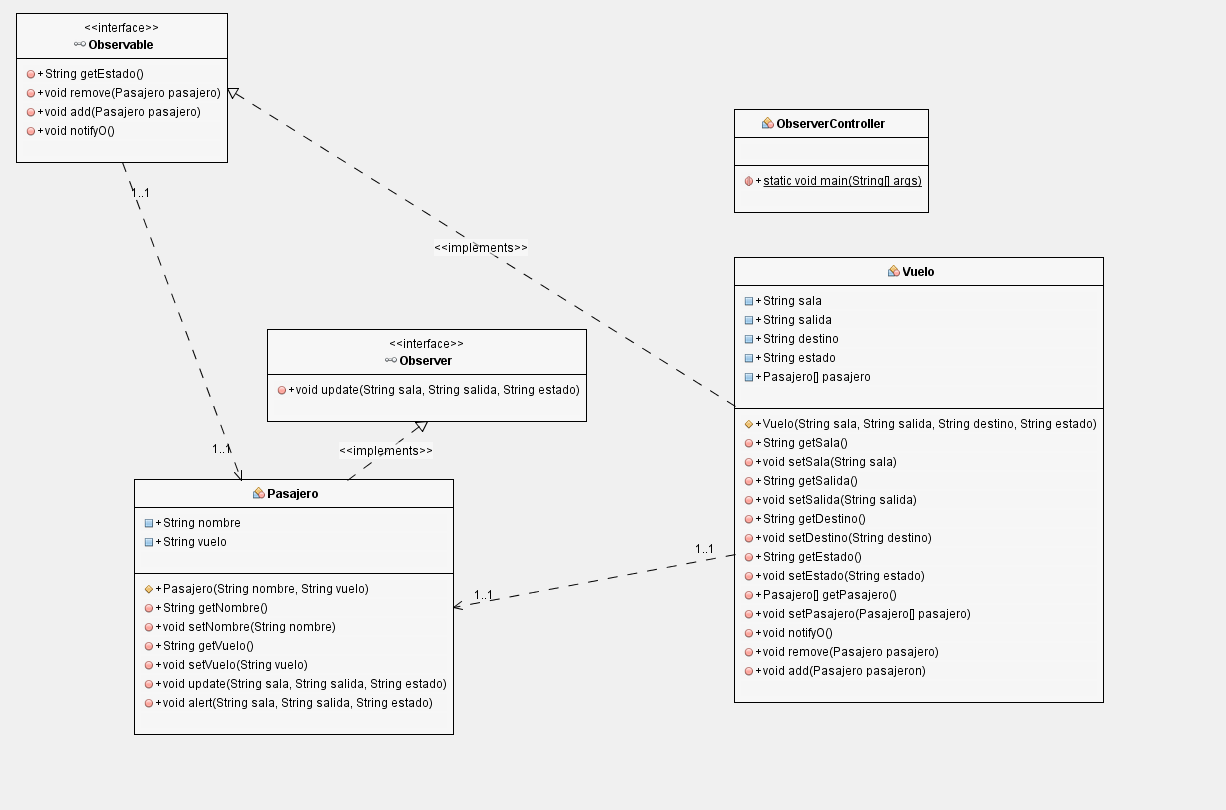 <<interface>>
Observable
+String getEstado()
+void remove(Pasajero pasajero)
+void add(Pasajero pasajero)
+void notifyO()
1..1
1..1
<<implements>>
<<interface>>
Observer
+void update(String sala, String salida, String estado)
<<implements>>
Pasajero
+String nombre
+String vuelo
+Pasajero(String nombre, String vuelo)
+String getNombre()
+void setNombre(String nombre)
+String getVuelo()
+void setVuelo(String vuelo)
+void update(String sala, String salida, String estado)
+void alert(String sala, String salida, String estado)
1..1
1..1
ObserverController
+static void main(String[] args)
Vuelo
+String sala
+String salida
+String destino
+String estado
+Pasajero[] pasajero
+Vuelo(String sala, String salida, String destino, String estado)
+String getSala()
+void setSala(String sala)
+String getSalida()
+void setSalida(String salida)
+String getDestino()
+void setDestino(String destino)
+String getEstado()
+void setEstado(String estado)
+Pasajero[] getPasajero()
+void setPasajero(Pasajero[] pasajero)
+void notifyO()
+void remove(Pasajero pasajero)
+void add(Pasajero pasajeron)